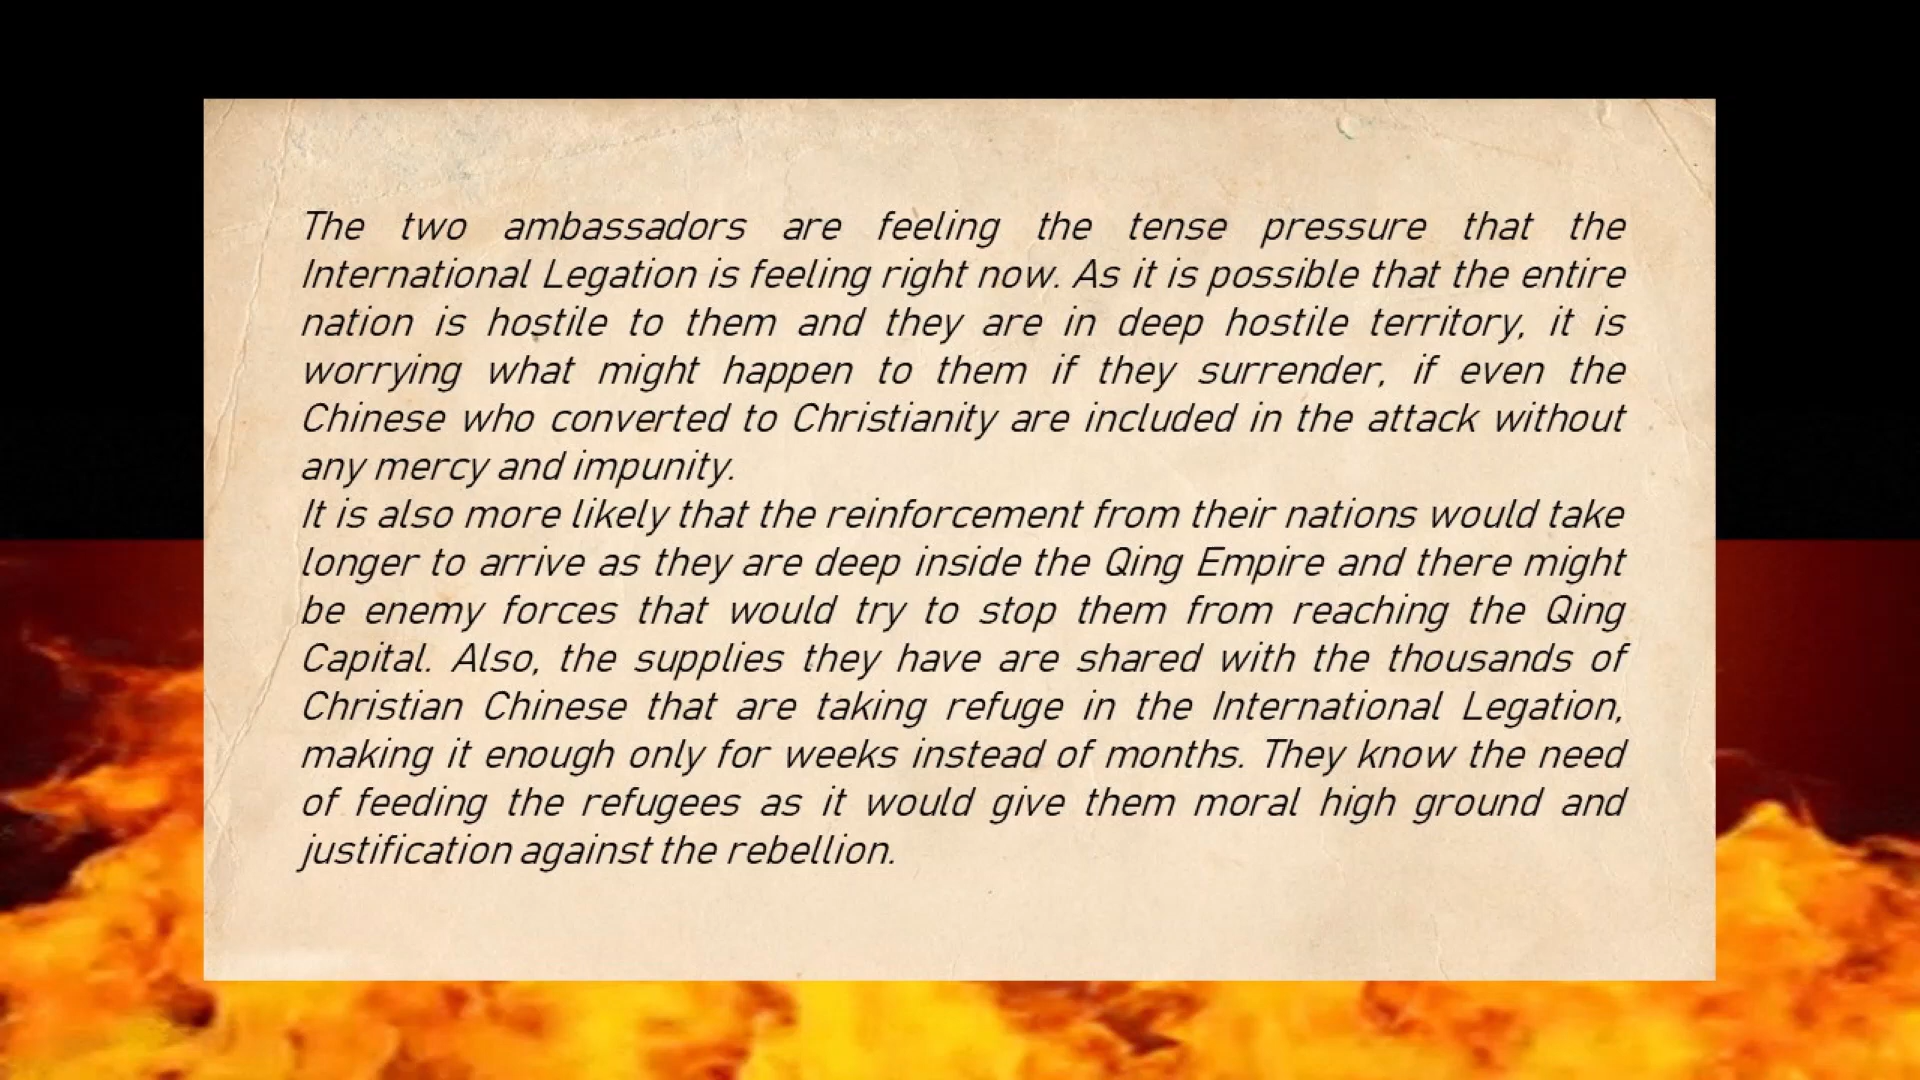 The two ambassadors are feeling the tense pressure that the
International Legation is feeling right now. As it is possible that the entire
nation is hostile to them and they are in deep hostile territory, it is
worrying what might happen to them if they surrender, if even the
Chinese who converted to Christianity are included in the attack without
any mercy and impunity.
It is also more likely that the reinforcement from their nations would take
longer to arrive as they are deep inside the Qing Empire and there might
be enemy forces that would try to stop them from reaching the Qing
Capital. Also, the supplies they have are shared with the thousands of
Christian Chinese that are taking refuge in the International Legation,
making it enough only for weeks instead of months. They know the need
of feeding the refugees as it would give them moral high ground and
justification against the rebellion.